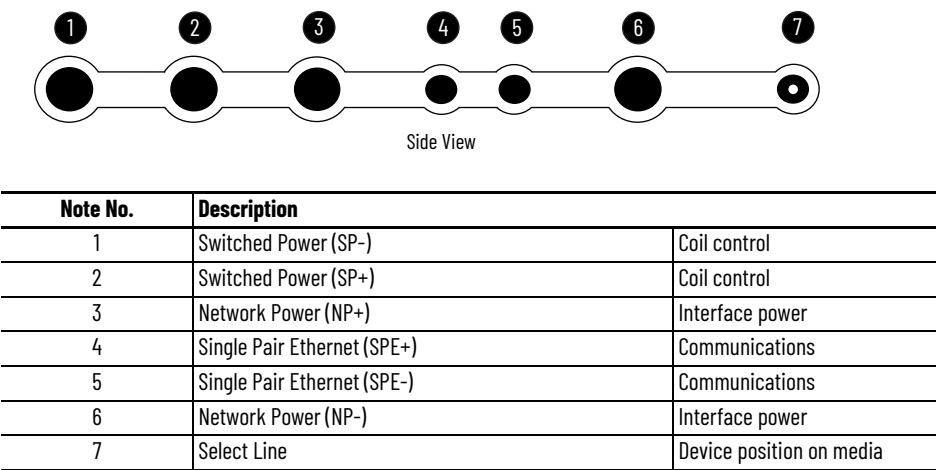 1 2 3 4 5 6 7
Side View
Note No. Description
1 Switched Power (SP-) Coil control
2 Switched Power (SP+) Coil control
3 Network Power (NP+) Interface power
4 Single Pair Ethernet (SPE+) Communications
5 Single Pair Ethernet (SPE-) Communications
6 Network Power (NP-) Interface power
7 Select Line Device position on media